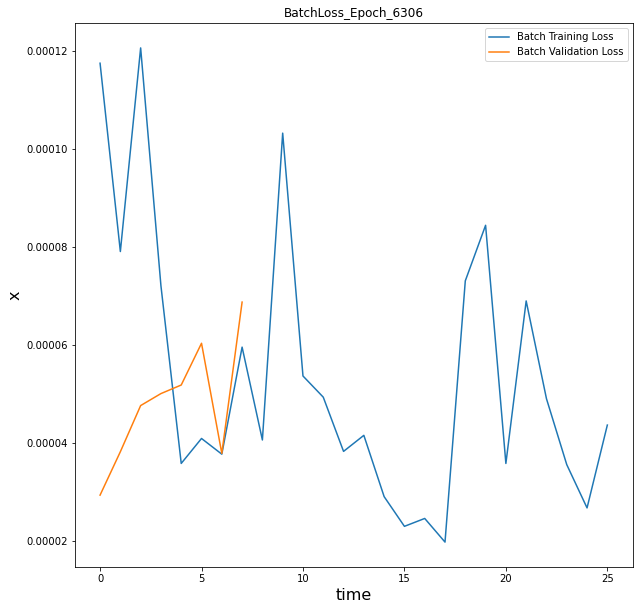 BatchLoss_Epoch_6306
Batch Training Loss
Batch Validation Loss
0.00012
0.00010
0.00008
0.00006
0.00004
0.00002
x
0 5 10 15 20 25
time